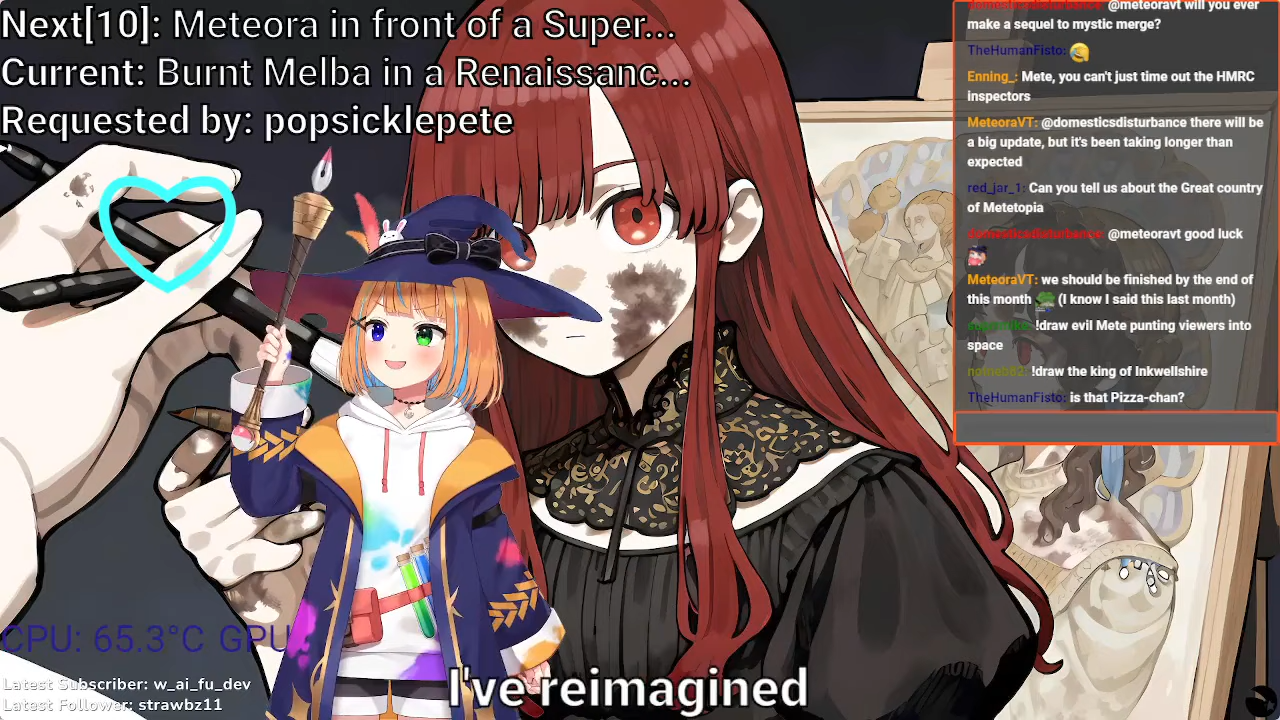 Next[10]: Meteora in front of a Super...
Current: Burnt Melba in a Renaissanc...
Requested by: popsicklepete
@meteoravt will you ever
make a sequel to mystic merge?
TheHumanFisto:
Enning_: Mete, you can't just time out the HMRC
inspectors
MeteoraVT: @domesticsdisturbance there will be
a big update, but it's been taking longer than
expected
red_jar_1: Can you tell us about the Great country
of Metetopia
domesticsdisturbance: @meteoravt good luck
MeteoraVT: we should be finished by the end of
this month (I know I said this last month)
!draw evil Mete punting viewers into
space
!draw the king of Inkwellshire
TheHumanFisto: is that Pizza-chan?
CPU: 65.3°C GPU
Latest Subscriber: w_ai_fu_dev
Latest Follower: strawbz11
I've reimagined